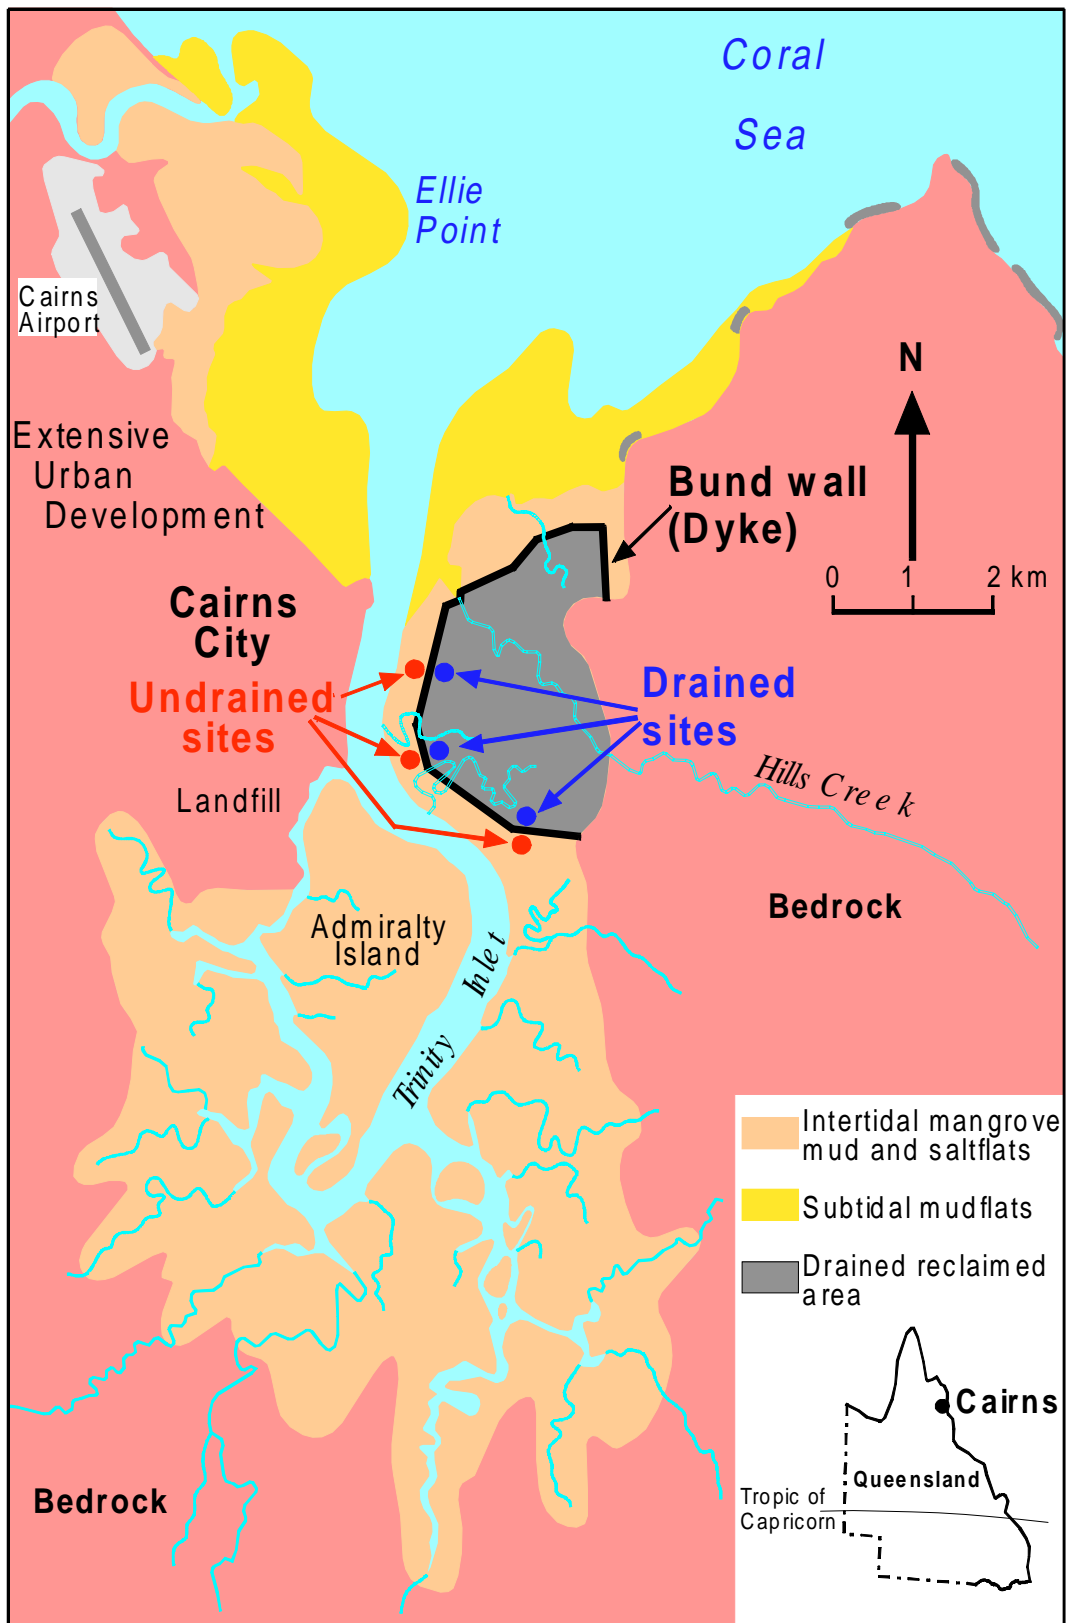 Coral
Sea
Ellie
Point
Cairns
Airport
N
Extensive
Urban
Development
Bund wall
(Dyke)
0 1 2 km
Cairns
City
Undrained
sites
Drained
sites
Landfill
Hills Creek
Bedrock
Admiralty
Island
Trinity Inlet
Intertidal mangrove
mud and saltflats
Subtidal mudflats
Drained reclaimed
area
Cairns
Queensland
Tropic of
Capricorn
Bedrock